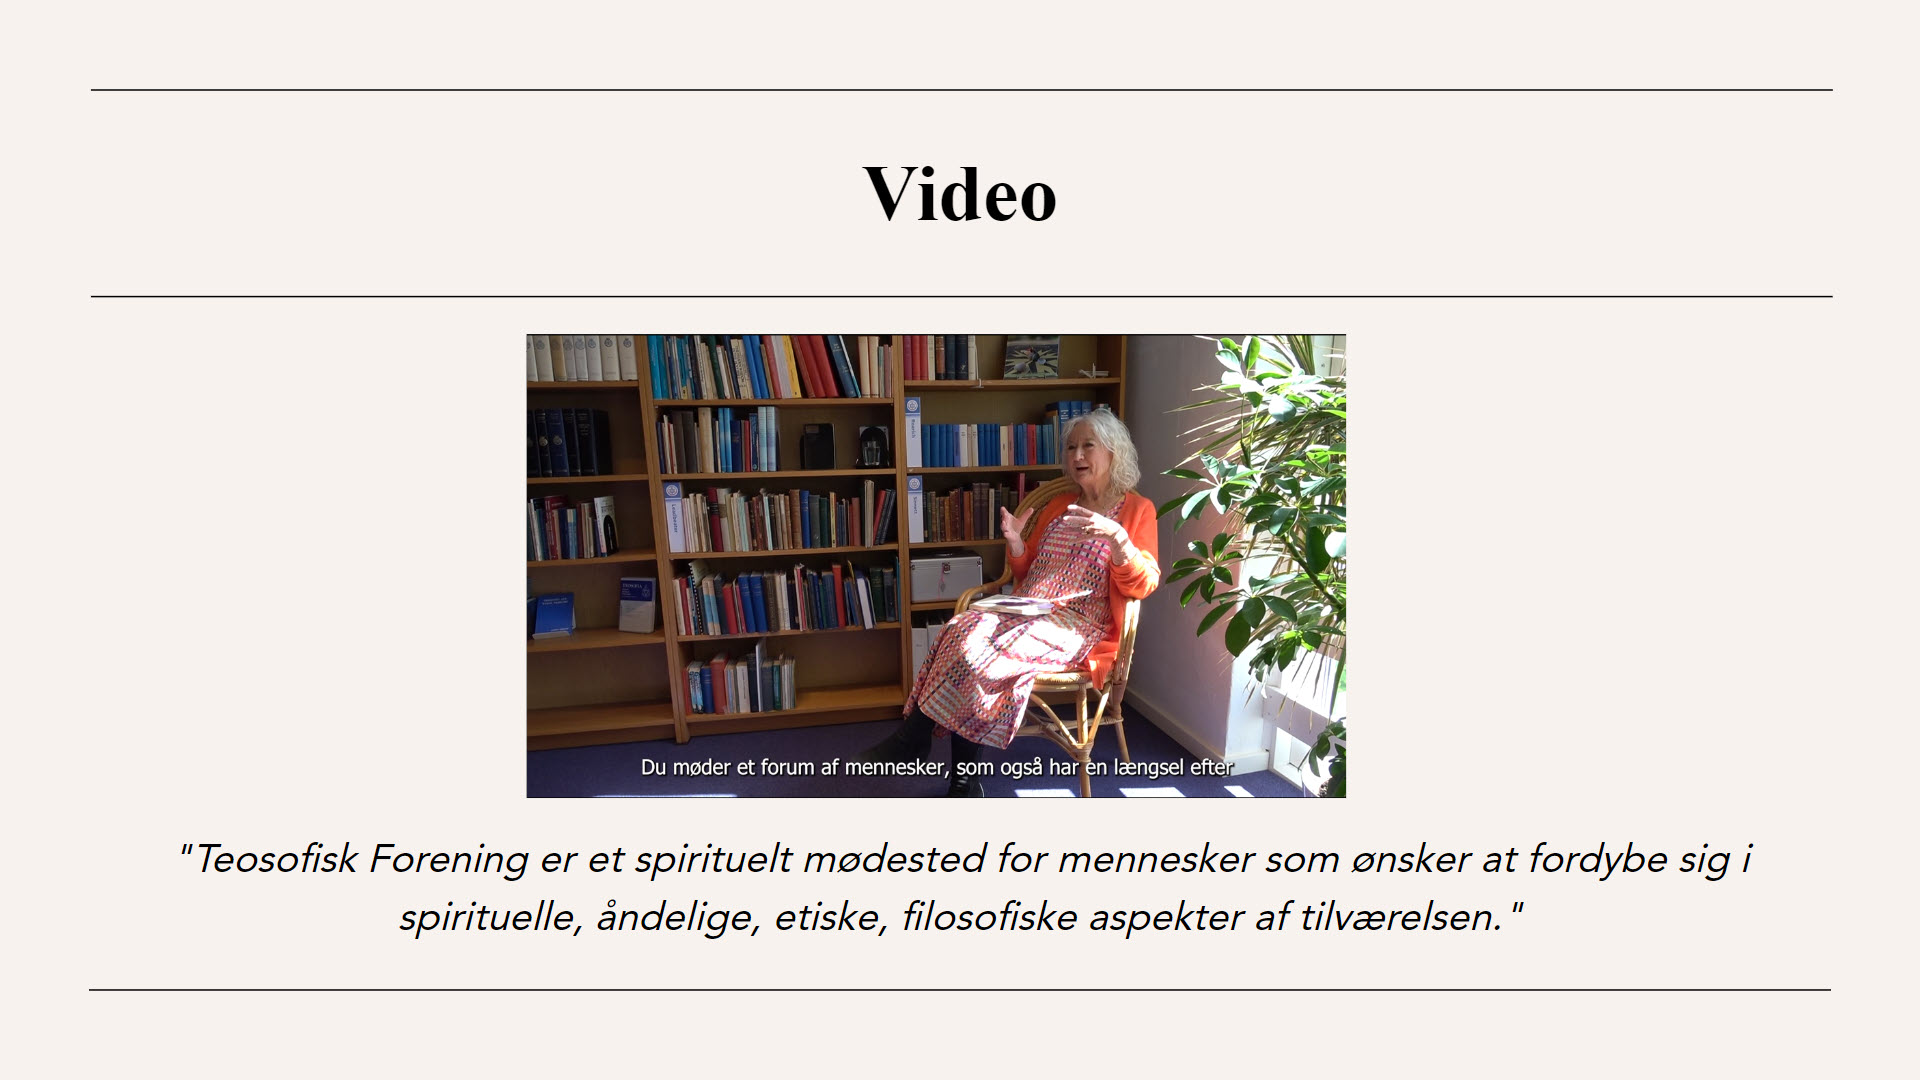 Video
Du møder et forum af mennesker, som også har en længsel efter
"Teosofisk Forening er et spirituelt mødested for mennesker som ønsker at fordybe sig i
spirituelle, åndelige, etiske, filosofiske aspekter af tilværelsen."